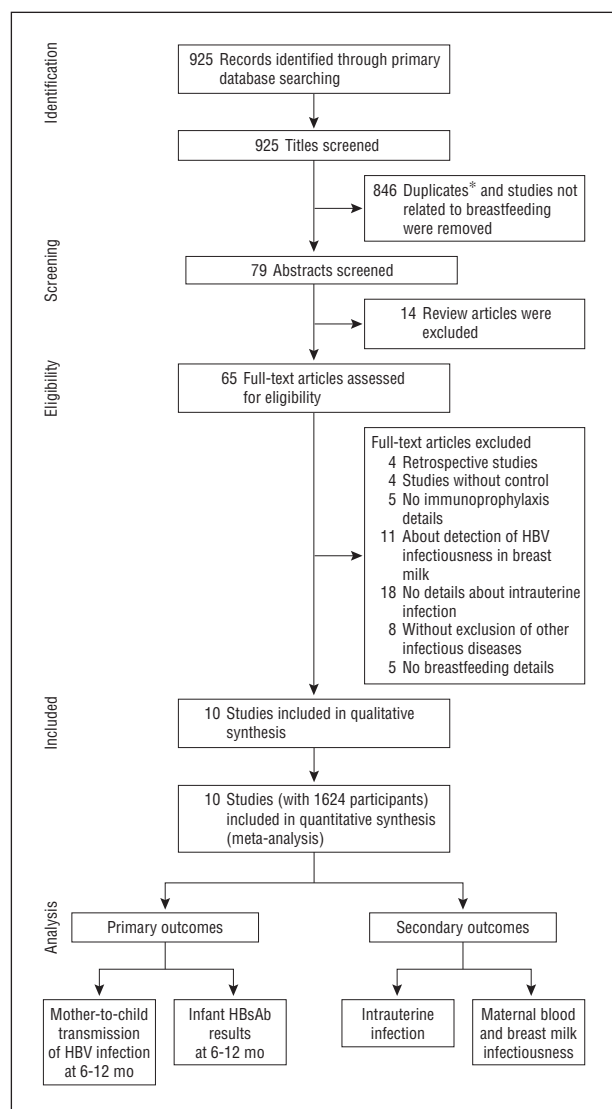 Identification
925 Records identified through primary
database searching
925 Titles screened
846 Duplicates* and studies not
related to breastfeeding
were removed
Screening
79 Abstracts screened
14 Review articles were
excluded
Eligibility
65 Full-text articles assessed
for eligibility
Full-text articles excluded
4 Retrospective studies
4 Studies without control
5 No immunoprophylaxis
details
11 About detection of HBV
infectiousness in breast
milk
18 No details about intrauterine
infection
8 Without exclusion of other
infectious diseases
5 No breastfeeding details
Included
10 Studies included in qualitative
synthesis
10 Studies (with 1624 participants)
included in quantitative synthesis
(meta-analysis)
Analysis
Primary outcomes
Secondary outcomes
Mother-to-child
transmission
of HBV infection
at 6-12 mo
Infant HBsAb
results
at 6-12 mo
Intrauterine
infection
Maternal blood
and breast milk
infectiousness